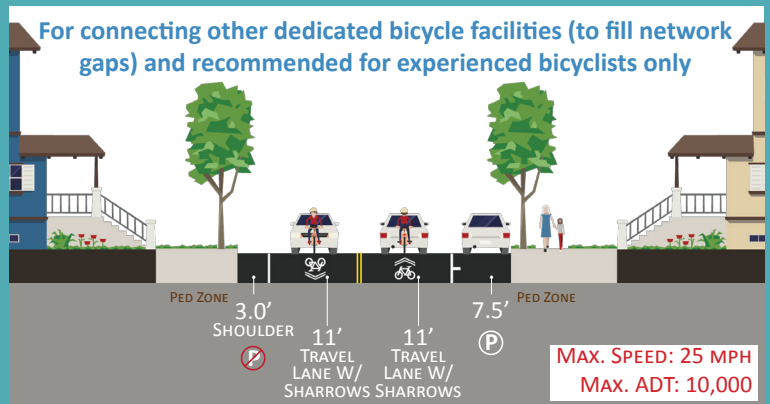 For connecting other dedicated bicycle facilities (to fill network
gaps) and recommended for experienced bicyclists only
PED ZONE
3.0'
SHOULDER
P
11'
TRAVEL
LANE W/
SHARROWS
11'
TRAVEL
LANE W/
SHARROWS
7.5'
P
PED ZONE
MAX. SPEED: 25 MPH
MAX. ADT: 10,000